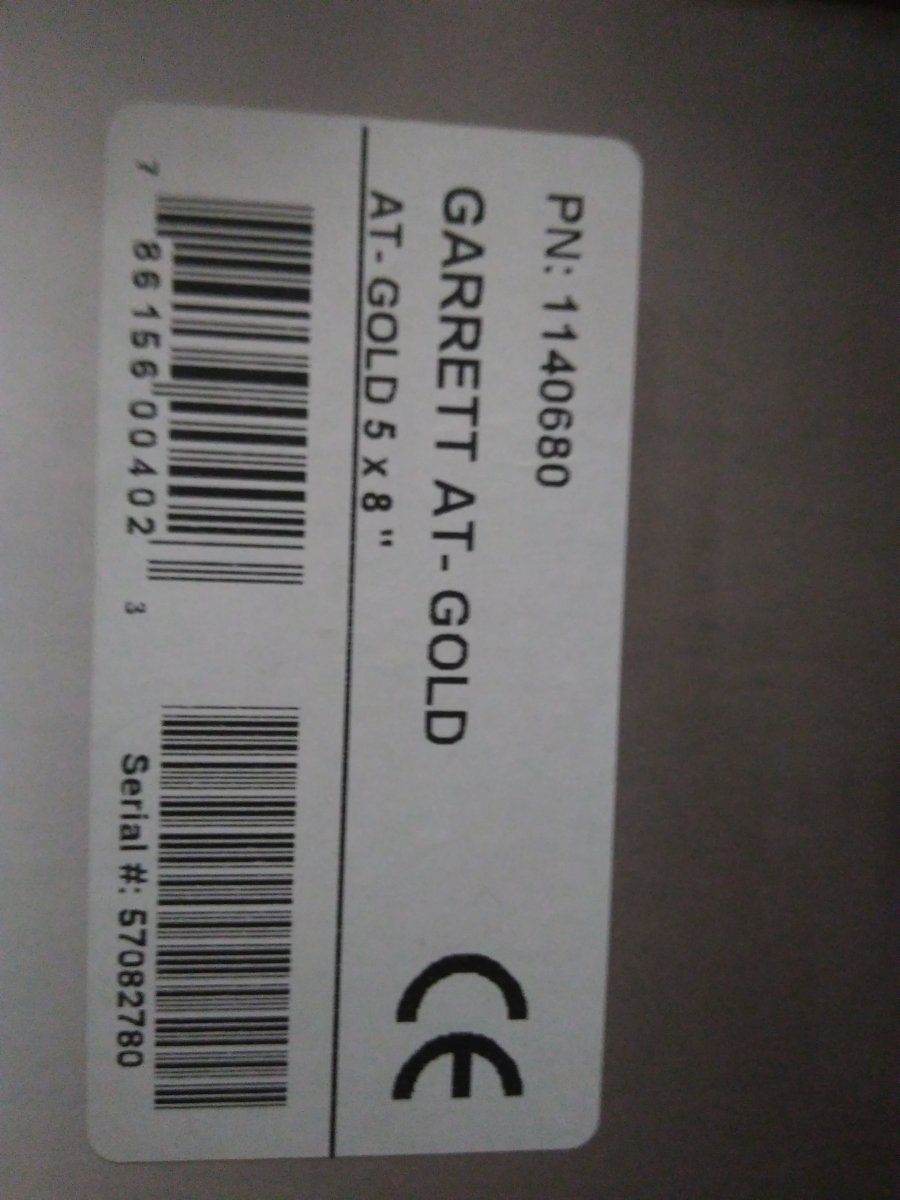 PN: 1140680
GARRETT AT- GOLD
CE
AT- GOLD 5 x 8 "
7 86156 00402 3
Serial #: 57082780